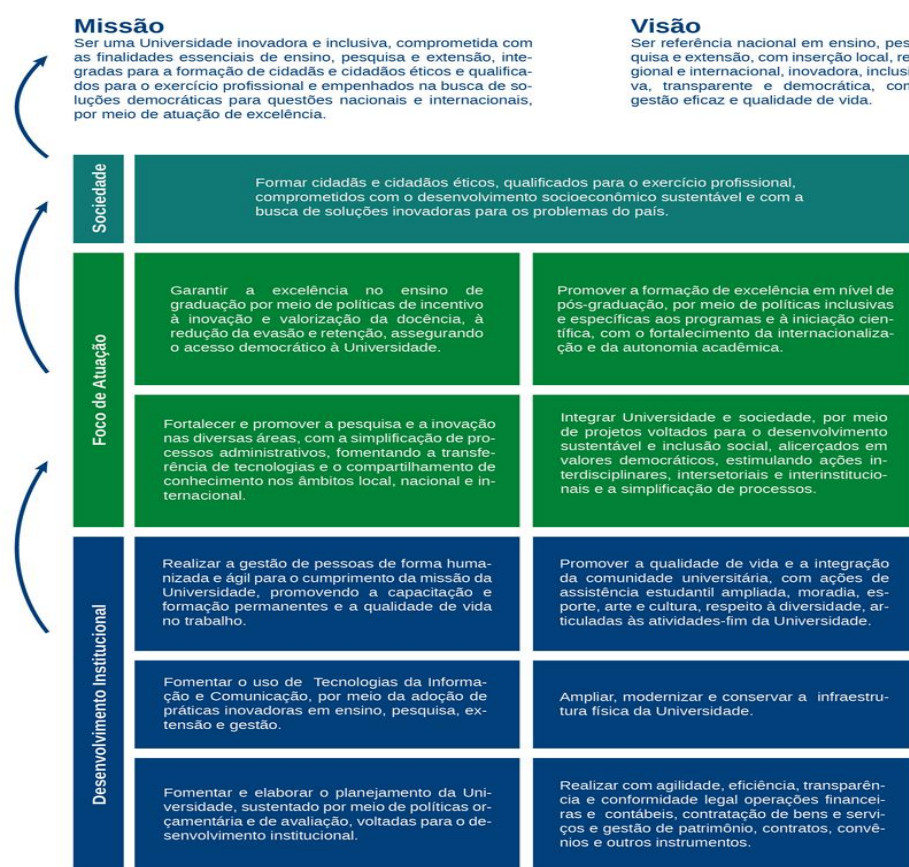 Missão
Ser uma Universidade inovadora e inclusiva, comprometida com
as finalidades essenciais de ensino, pesquisa e extensão, inte-
gradas para a formação de cidadãs e cidadãos éticos e qualifica-
dos para o exercício profissional e empenhados na busca de so-
luções democráticas para questões nacionais e internacionais,
por meio de atuação de excelência.
Visão
Ser referência nacional em ensino, pes
quisa e extensão, com inserção local, re
gional e internacional, inovadora, inclusi
va, transparente e democrática, com
gestão eficaz e qualidade de vida.
Sociedade
Formar cidadãs e cidadãos éticos, qualificados para o exercício profissional,
comprometidos com o desenvolvimento socioeconômico sustentável e com a
busca de soluções inovadoras para os problemas do país.
Foco de Atuação
Garantir a excelência no ensino de
graduação por meio de políticas de incentivo
à inovação e valorização da docência, à
redução da evasão e retenção, assegurando
o acesso democrático à Universidade.
Promover a formação de excelência em nível de
pós-graduação, por meio de políticas inclusivas
e específicas aos programas e à iniciação cien-
tífica, com o fortalecimento da internacionaliza-
ção e da autonomia acadêmica.
Fortalecer e promover a pesquisa e a inovação
nas diversas áreas, com a simplificação de pro-
cessos administrativos, fomentando a transfe-
rência de tecnologias e o compartilhamento de
conhecimento nos âmbitos local, nacional e in-
ternacional.
Integrar Universidade e sociedade, por meio
de projetos voltados para o desenvolvimento
sustentável e inclusão social, alicerçados em
valores democráticos, estimulando ações in-
terdisciplinares, intersetoriais e interinstitucio-
nais e a simplificação de processos.
Desenvolvimento Institucional
Realizar a gestão de pessoas de forma huma-
nizada e ágil para o cumprimento da missão da
Universidade, promovendo a capacitação e
formação permanentes e a qualidade de vida
no trabalho.
Promover a qualidade de vida e a integração
da comunidade universitária, com ações de
assistência estudantil ampliada, moradia, es-
porte, arte e cultura, respeito à diversidade, ar-
ticuladas às atividades-fim da Universidade.
Fomentar o uso de Tecnologias da Informa-
ção e Comunicação, por meio da adoção de
práticas inovadoras em ensino, pesquisa, ex-
tensão e gestão.
Ampliar, modernizar e conservar a infraestru-
tura física da Universidade.
Fomentar e elaborar o planejamento da Uni-
versidade, sustentado por meio de políticas or-
çamentária e de avaliação, voltadas para o de-
senvolvimento institucional.
Realizar com agilidade, eficiência, transparên-
cia e conformidade legal operações financei-
ras e contábeis, contratação de bens e servi-
ços e gestão de patrimônio, contratos, convê-
nios e outros instrumentos.